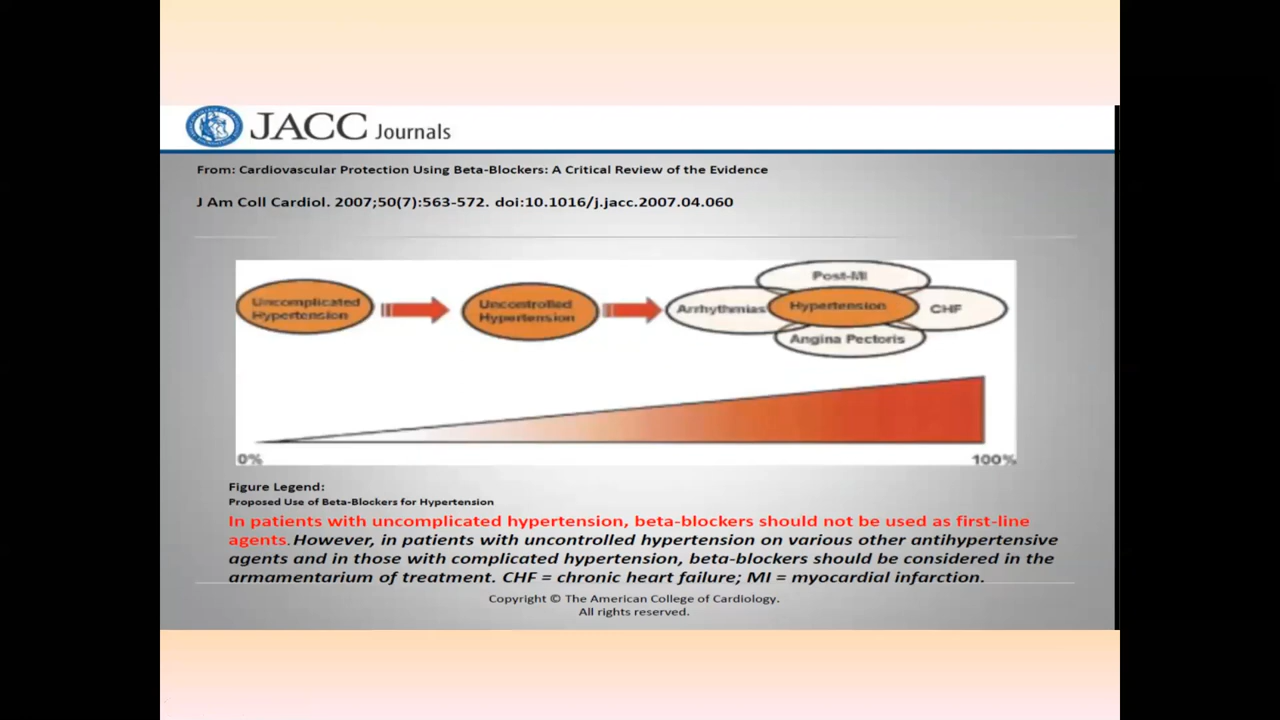 JACC Journals
From: Cardiovascular Protection Using Beta-Blockers: A Critical Review of the Evidence
J Am Coll Cardiol. 2007;50(7):563-572. doi:10.1016/j.jacc.2007.04.060
Uncomplicated
Hypertension
Uncontrolled
Hypertension
Post-MI
Arrhythmias
Hypertension
CHF
Angina Pectoris
0%
100%
Figure Legend:
Proposed Use of Beta-Blockers for Hypertension
In patients with uncomplicated hypertension, beta-blockers should not be used as first-line
agents. However, in patients with uncontrolled hypertension on various other antihypertensive
agents and in those with complicated hypertension, beta-blockers should be considered in the
armamentarium of treatment. CHF = chronic heart failure; MI = myocardial infarction.
Copyright © The American College of Cardiology.
All rights reserved.